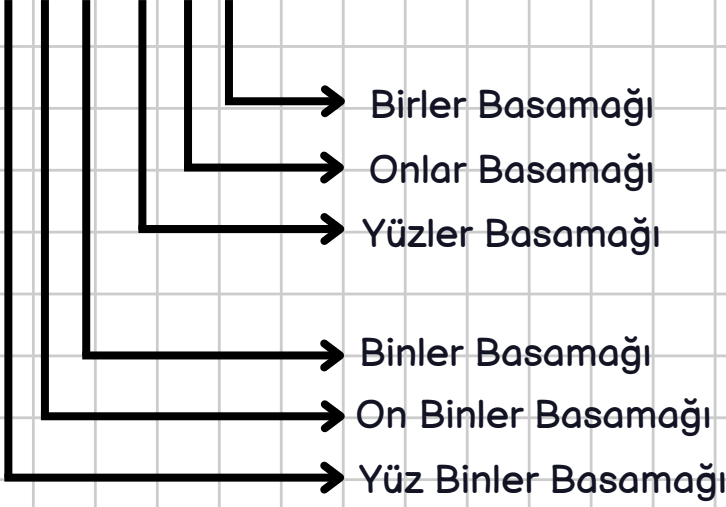 Birler Basamağı
Onlar Basamağı
Yüzler Basamağı
Binler Basamağı
On Binler Basamağı
Yüz Binler Basamağı